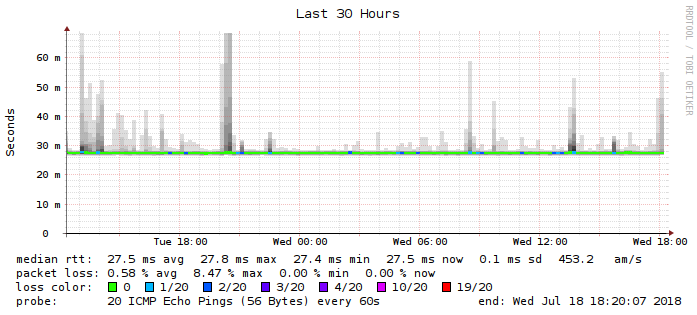 Last 30 Hours
RRDTOOL / TOBI OETIKER
Seconds
60 m
50 m
40 m
30 m
20 m
10 m
0
Tue 18:00 Wed 00:00 Wed 06:00 Wed 12:00 Wed 18:00
median rtt: 27.5 ms avg 27.8 ms max 27.4 ms min 27.5 ms now 0.1 ms sd 453.2 am/s
packet loss: 0.58 % avg 8.47 % max 0.00 % min 0.00 % now
loss color: 0 1/20 2/20 3/20 4/20 10/20 19/20
probe: 20 ICMP Echo Pings (56 Bytes) every 60s end: Wed Jul 18 18:20:07 2018